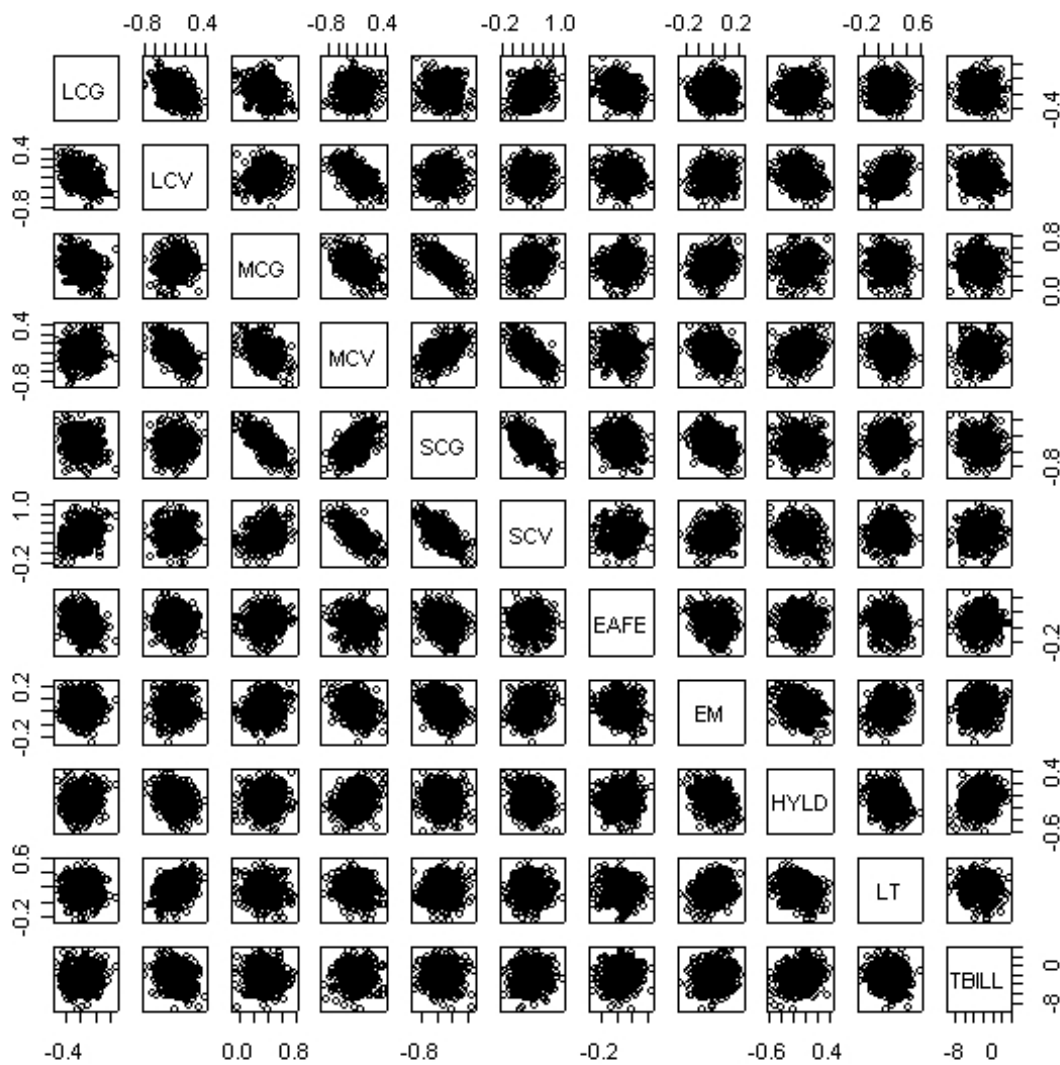 -0.8 0.4 -0.8 0.4 -0.2 1.0 -0.2 0.2 -0.2 0.6
LCG -0.4
0.4 -0.8 LCV
MCG 0.8 0.0
0.4 -0.8 MCV
SCG -0.8
1.0 -0.2 SCV
EAFE -0.2
0.2 -0.2 EM
HYLD 0.4 -0.6
0.6 -0.2 LT
TBILL 0 -8
-0.4 0.0 0.8 -0.8 -0.2 -0.6 0.4 -8 0